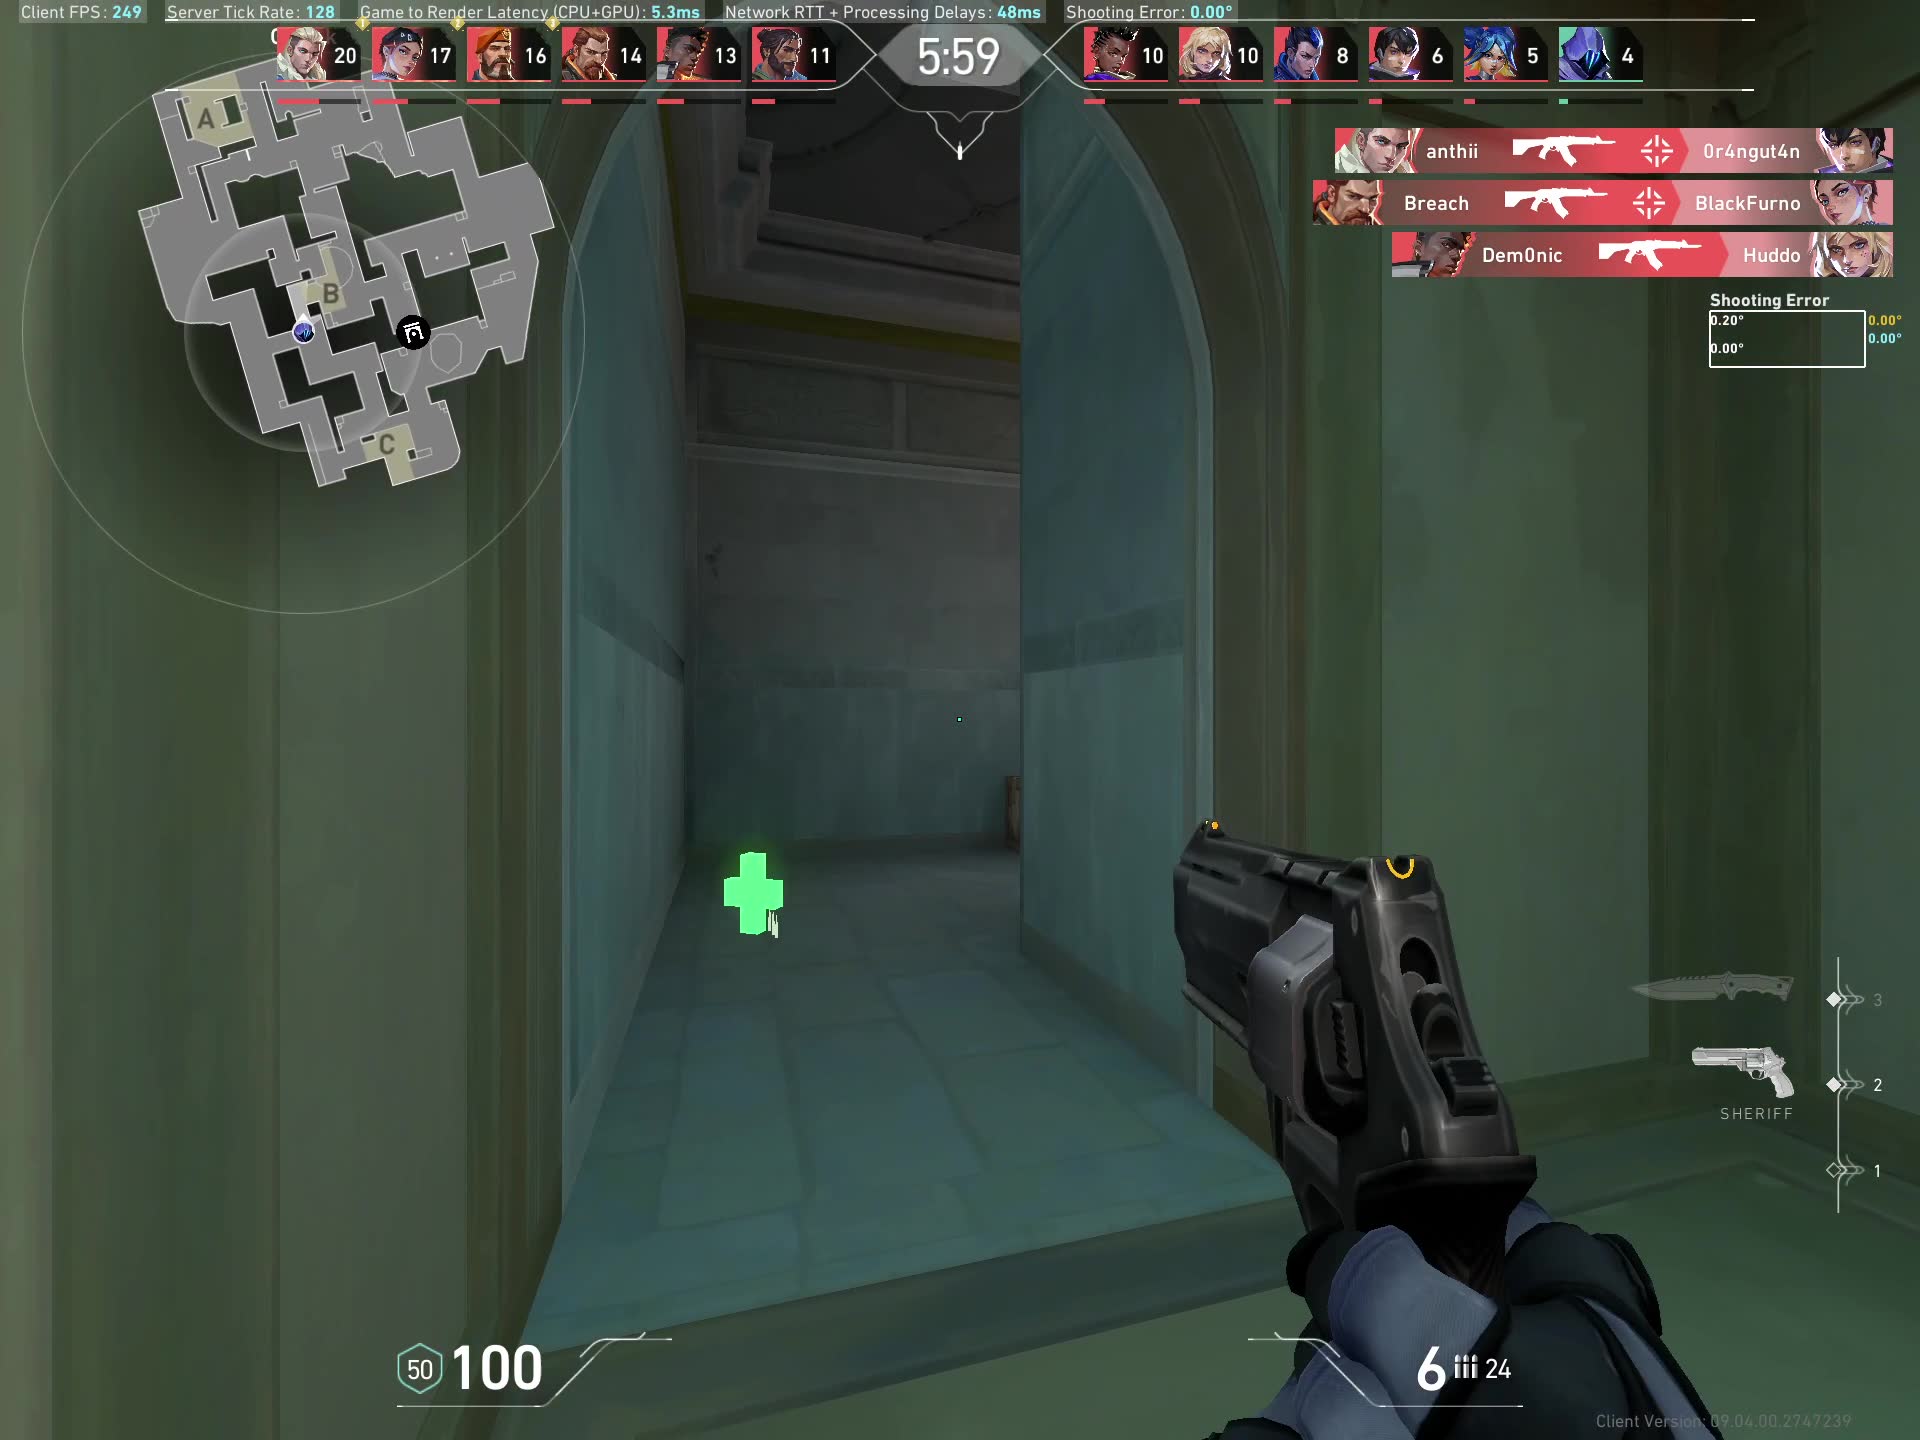 Client FPS: 249 Server Tick Rate: 128 Game to Render Latency (CPU+GPU): 5.3ms Network RTT + Processing Delays: 48ms Shooting Error: 0.00°
20 17 16 14 13 11 5:59 10 10 8 6 5 4
A
B
C
anthii 0r4ngut4n
Breach BlackFurno
Dem0nic Huddo
Shooting Error
0.20° 0.00°
0.00°
0.00°
3
2
SHERIFF
1
50 100
6 24
Client Version: 09.04.00.2747239